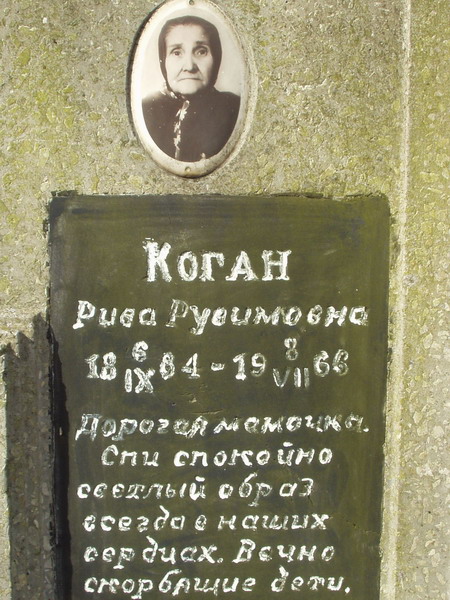 КОГАН
Рива Рувимовна
18 6/IX 84 - 19 8/VII 66
Дорогая мамочка.
Спи спокойно
светлый образ
всегда в наших
сердцах. Вечно
скорбящие дети.